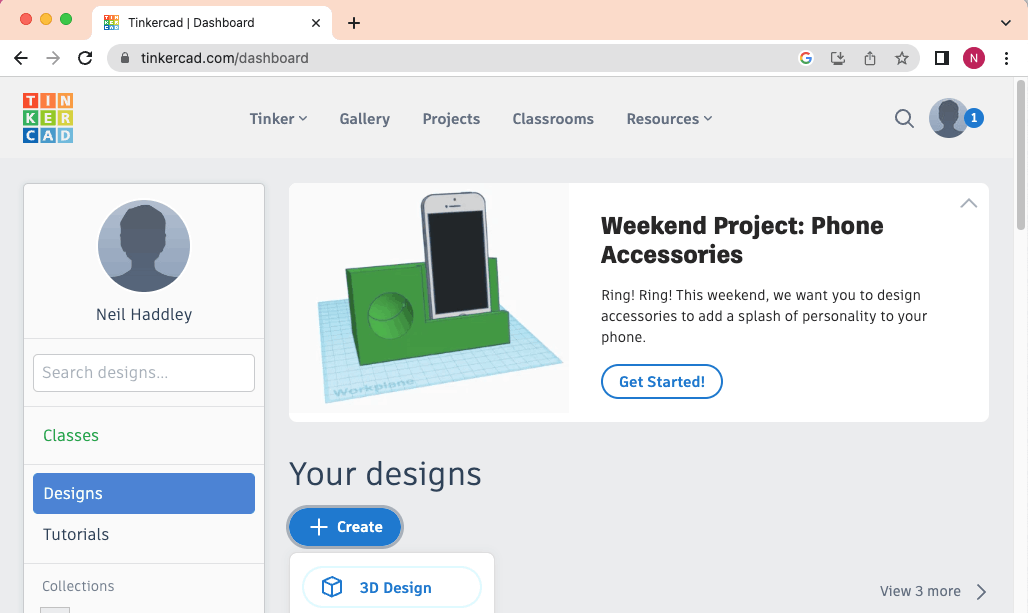 Tinkercad | Dashboard
tinkercad.com/dashboard
N
TIN
KER
CAD
Tinker
Gallery
Projects
Classrooms
Resources
1
Neil Haddley
Search designs...
Classes
Designs
Tutorials
Collections
Workplane
Weekend Project: Phone
Accessories
Ring! Ring! This weekend, we want you to design
accessories to add a splash of personality to your
phone.
Get Started!
Your designs
+ Create
3D Design
View 3 more